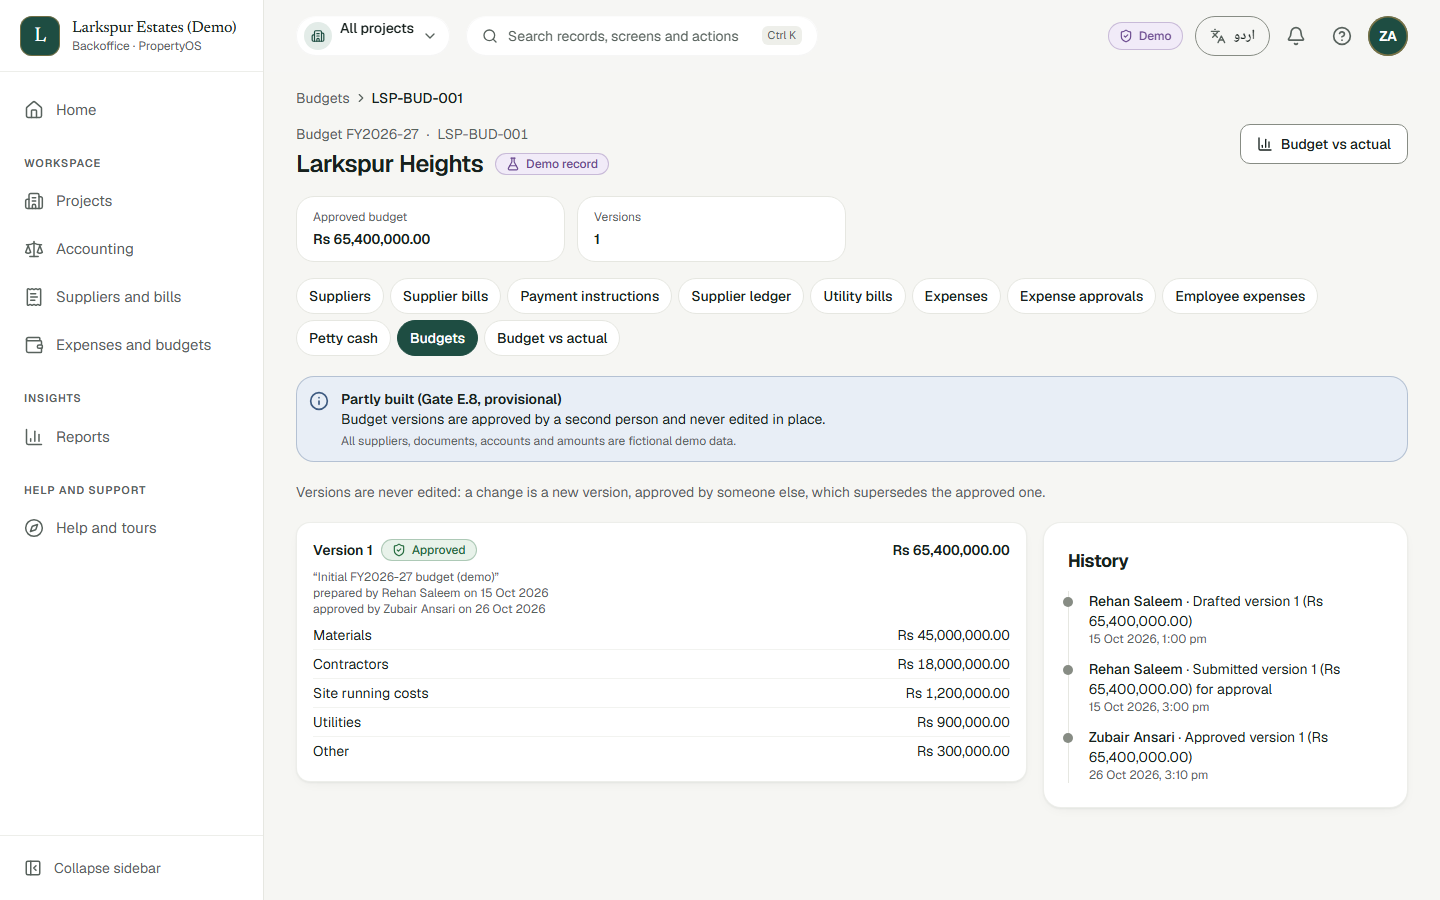 L
Larkspur Estates (Demo)
Backoffice · PropertyOS
Home
WORKSPACE
Projects
Accounting
Suppliers and bills
Expenses and budgets
INSIGHTS
Reports
HELP AND SUPPORT
Help and tours
Collapse sidebar
All projects
Search records, screens and actions
Ctrl K
Demo
اردو
ZA
Budgets > LSP-BUD-001
Budget FY2026-27 · LSP-BUD-001
Larkspur Heights
Demo record
Budget vs actual
Approved budget
Rs 65,400,000.00
Versions
1
Suppliers
Supplier bills
Payment instructions
Supplier ledger
Utility bills
Expenses
Expense approvals
Employee expenses
Petty cash
Budgets
Budget vs actual
Partly built (Gate E.8, provisional)
Budget versions are approved by a second person and never edited in place.
All suppliers, documents, accounts and amounts are fictional demo data.
Versions are never edited: a change is a new version, approved by someone else, which supersedes the approved one.
Version 1 Approved Rs 65,400,000.00
“Initial FY2026-27 budget (demo)”
prepared by Rehan Saleem on 15 Oct 2026
approved by Zubair Ansari on 26 Oct 2026
Materials Rs 45,000,000.00
Contractors Rs 18,000,000.00
Site running costs Rs 1,200,000.00
Utilities Rs 900,000.00
Other Rs 300,000.00
History
Rehan Saleem · Drafted version 1 (Rs
65,400,000.00)
15 Oct 2026, 1:00 pm
Rehan Saleem · Submitted version 1 (Rs
65,400,000.00) for approval
15 Oct 2026, 3:00 pm
Zubair Ansari · Approved version 1 (Rs
65,400,000.00)
26 Oct 2026, 3:10 pm